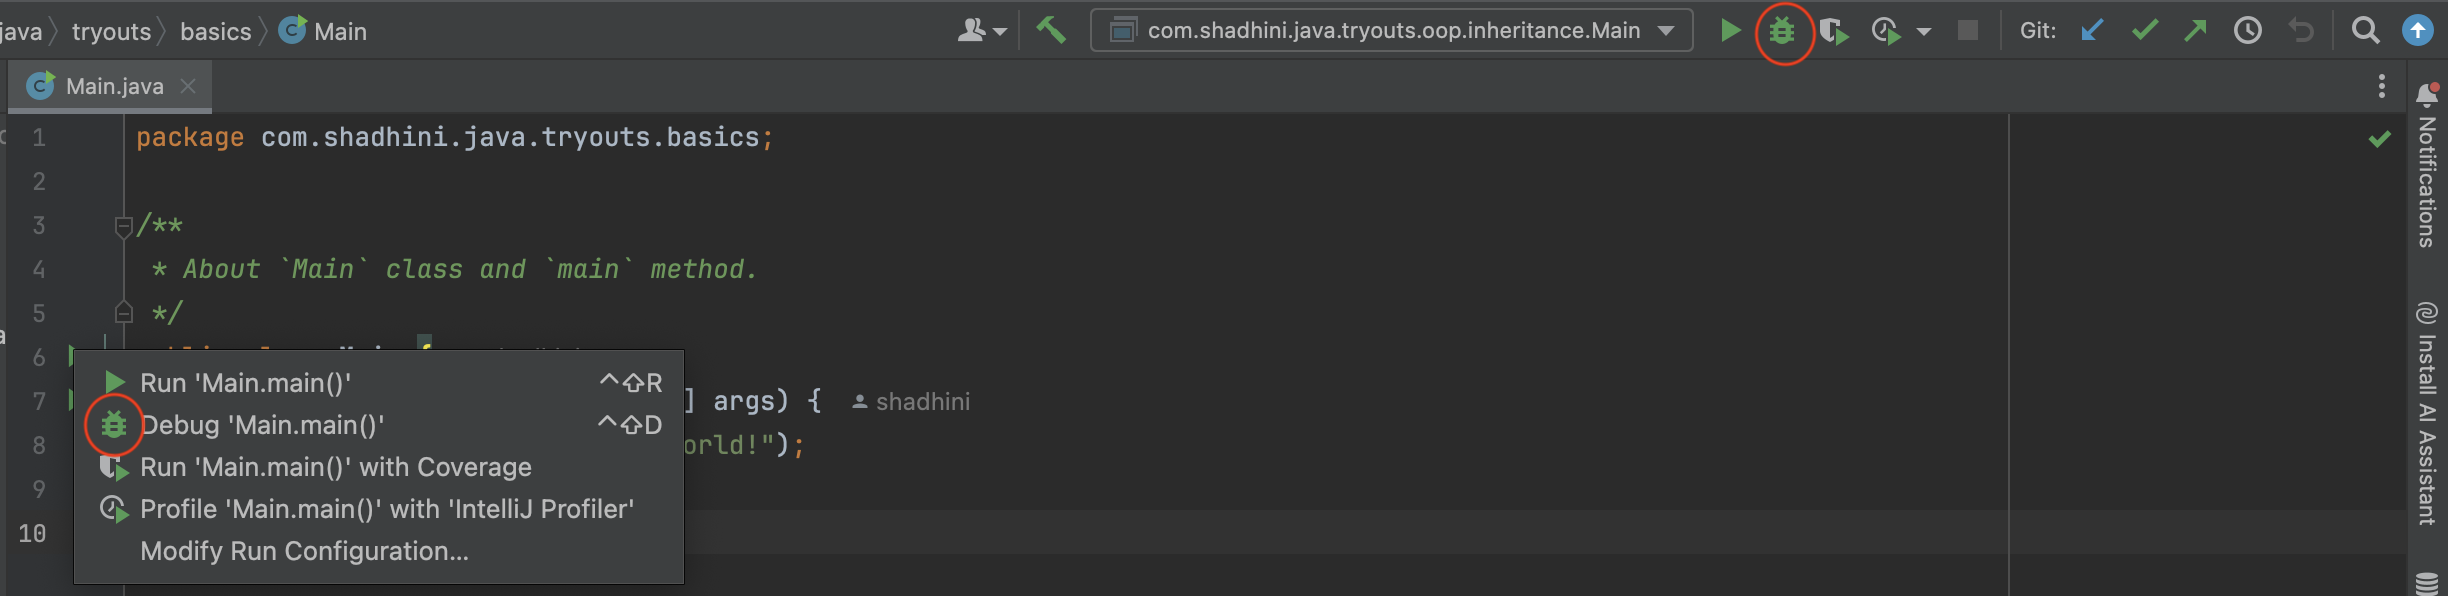 java tryouts basics Main
com.shadhini.java.tryouts.oop.inheritance.Main
Git:
Main.java
1 package com.shadhini.java.tryouts.basics;
2
3 /**
4 * About `Main` class and `main` method.
5 */
6
7 ] args) { shadhini
8 orld!");
9
10
Run 'Main.main()' ^⇧R
Debug 'Main.main()' ^⇧D
Run 'Main.main()' with Coverage
Profile 'Main.main()' with 'IntelliJ Profiler'
Modify Run Configuration...
Notifications
Install AI Assistant